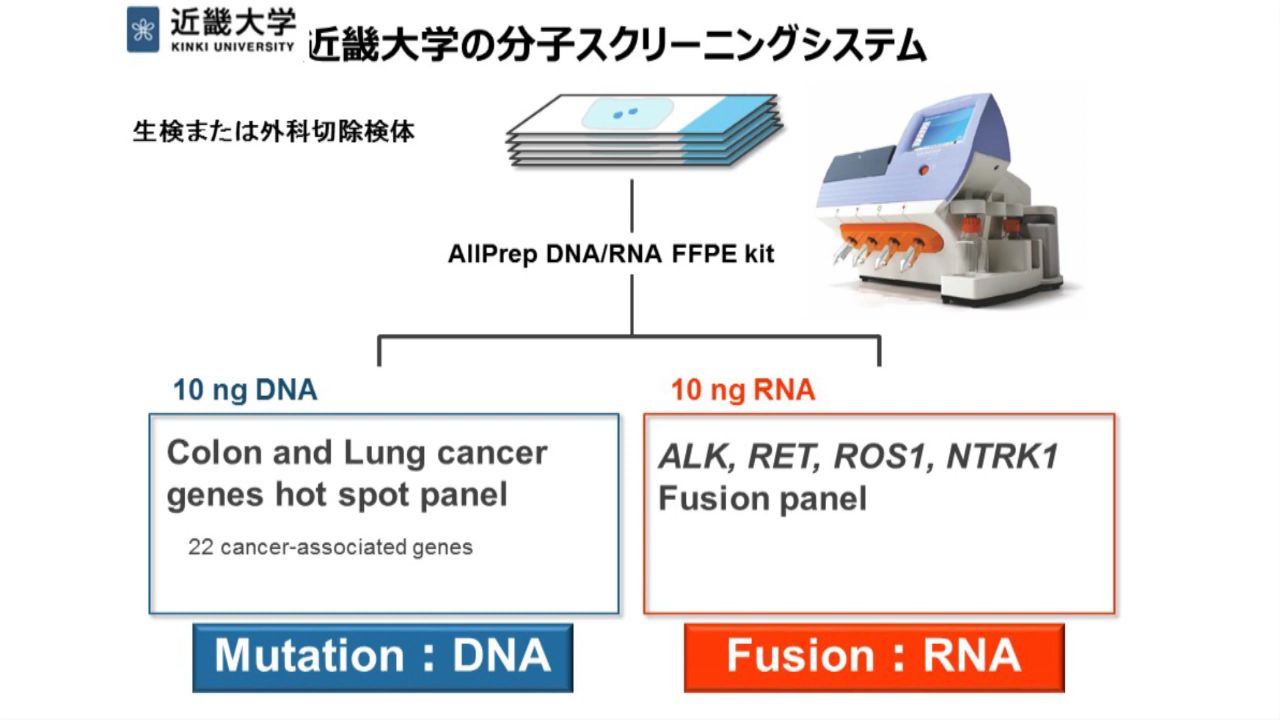 近畿大学
KINKI UNIVERSITY
近畿大学の分子スクリーニングシステム
生検または外科切除検体
AllPrep DNA/RNA FFPE kit
10 ng DNA
Colon and Lung cancer
genes hot spot panel
22 cancer-associated genes
Mutation：DNA
10 ng RNA
ALK, RET, ROS1, NTRK1
Fusion panel
Fusion：RNA